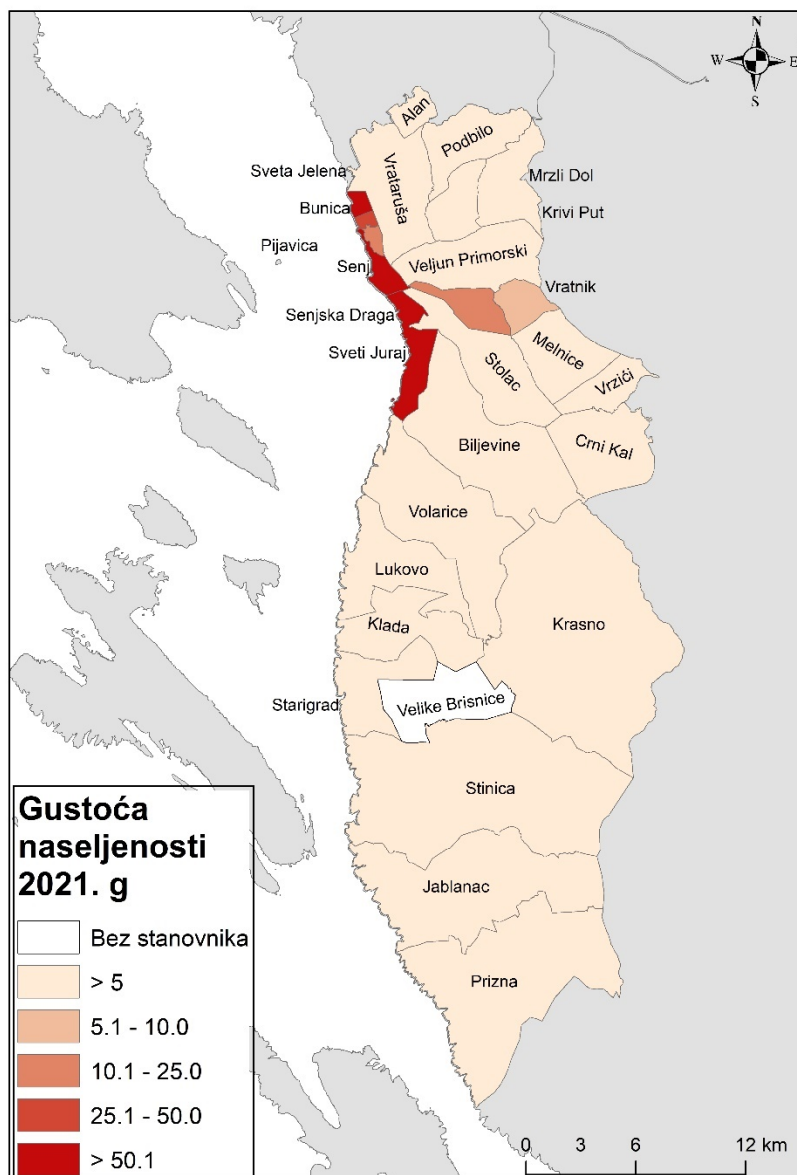 N
W
E
S
Alan
Podbilo
Sveta Jelena
Vrataruša
Mrzli Dol
Bunica
Krivi Put
Pijavica
Veljun Primorski
Senj
Vratnik
Senjska Draga
Melnice
Sveti Juraj
Stolac
Vrzići
Biljevine
Crni Kal
Volarice
Lukovo
Klada
Krasno
Starigrad
Velike Brisnice
Stinica
Jablanac
Prizna
Gustoća
naseljenosti
2021. g
Bez stanovnika
> 5
5.1 - 10.0
10.1 - 25.0
25.1 - 50.0
> 50.1
0 3 6 12 km